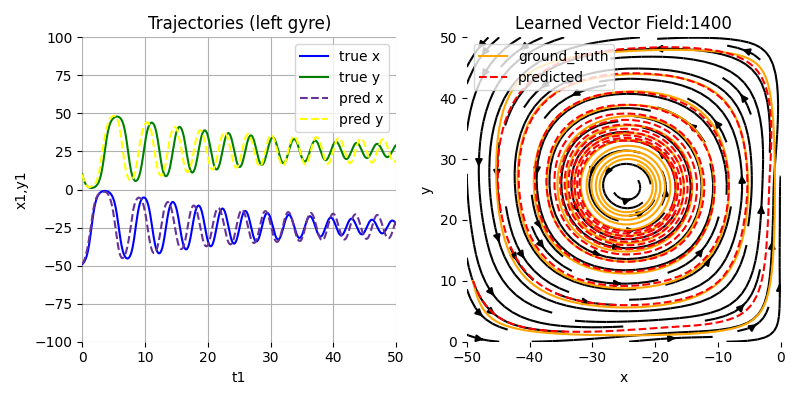 Trajectories (left gyre)
100
75
50
25
0
−25
−50
−75
−100
0
10
20
30
40
50
x1,y1
t1
true x
true y
pred x
pred y
Learned Vector Field:1400
50
40
30
20
10
0
−50
−40
−30
−20
−10
0
y
x
ground_truth
predicted